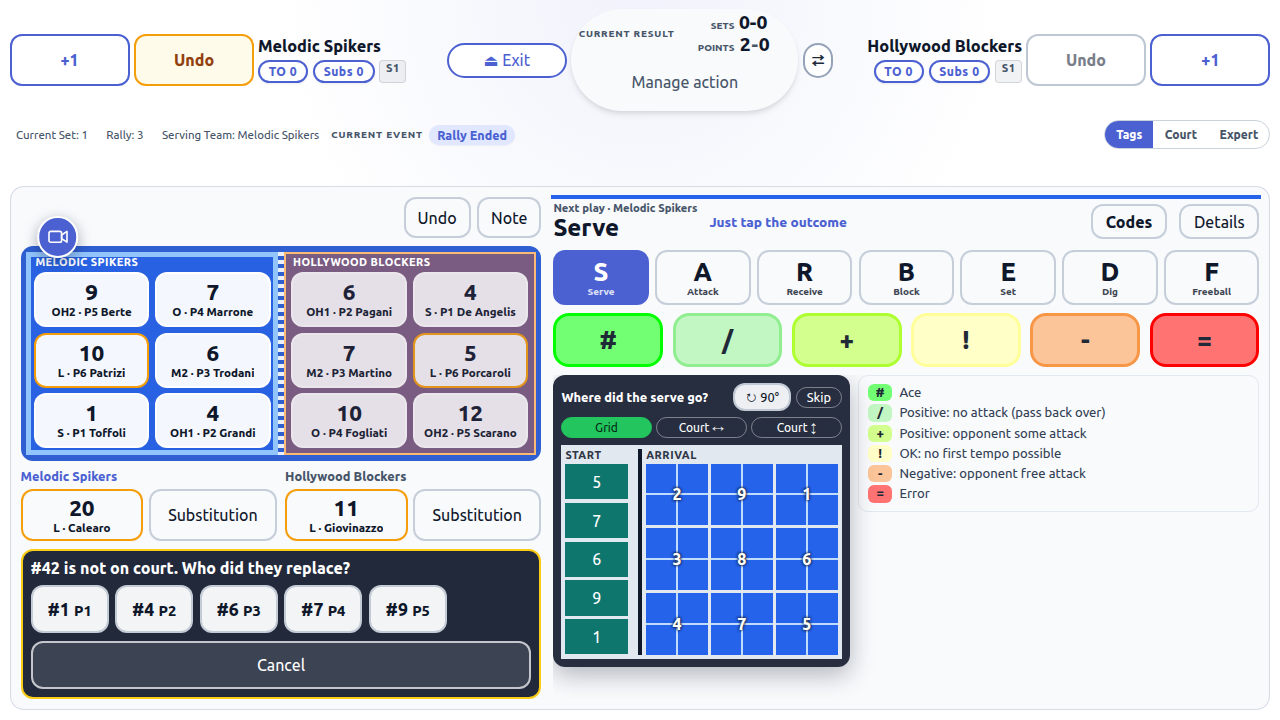 +1
Undo
Melodic Spikers
TO 0
Subs 0
S1
⏏ Exit
CURRENT RESULT
SETS 0-0
POINTS 2-0
Manage action
⇄
Hollywood Blockers
TO 0
Subs 0
S1
Undo
+1
Current Set: 1
Rally: 3
Serving Team: Melodic Spikers
CURRENT EVENT
Rally Ended
Tags
Court
Expert
Undo
Note
MELODIC SPIKERS
9
OH2 · P5 Berte
7
O · P4 Marrone
10
L · P6 Patrizi
6
M2 · P3 Trodani
1
S · P1 Toffoli
4
OH1 · P2 Grandi
HOLLYWOOD BLOCKERS
6
OH1 · P2 Pagani
4
S · P1 De Angelis
7
M2 · P3 Martino
5
L · P6 Porcaroli
10
O · P4 Fogliati
12
OH2 · P5 Scarano
Melodic Spikers
20
L · Calearo
Substitution
Hollywood Blockers
11
L · Giovinazzo
Substitution
#42 is not on court. Who did they replace?
#1 P1
#4 P2
#6 P3
#7 P4
#9 P5
Cancel
Next play · Melodic Spikers
Serve
Just tap the outcome
Codes
Details
S
Serve
A
Attack
R
Receive
B
Block
E
Set
D
Dig
F
Freeball
#
/
+
!
-
=
Where did the serve go?
↻ 90°
Skip
Grid
Court ↔
Court ↕
START
5
7
6
9
1
ARRIVAL
2 9 1
3 8 6
4 7 5
# Ace
/ Positive: no attack (pass back over)
+ Positive: opponent some attack
! OK: no first tempo possible
- Negative: opponent free attack
= Error